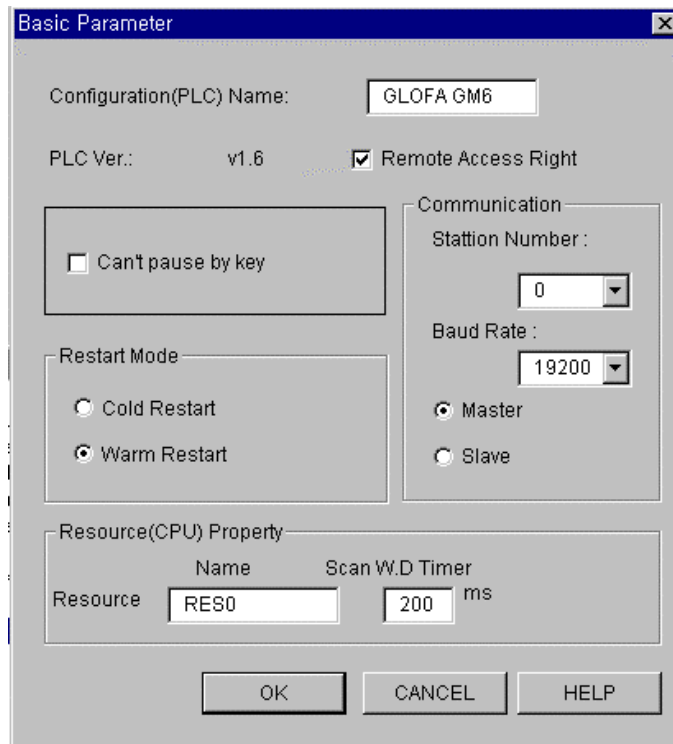 Basic Parameter
Configuration(PLC) Name: GLOFA GM6
PLC Ver.: v1.6 Remote Access Right
Can't pause by key
Communication
Stattion Number :
0
Baud Rate :
19200
Master
Slave
Restart Mode
Cold Restart
Warm Restart
Resource(CPU) Property
Name Scan W.D Timer
Resource RES0 200 ms
OK CANCEL HELP